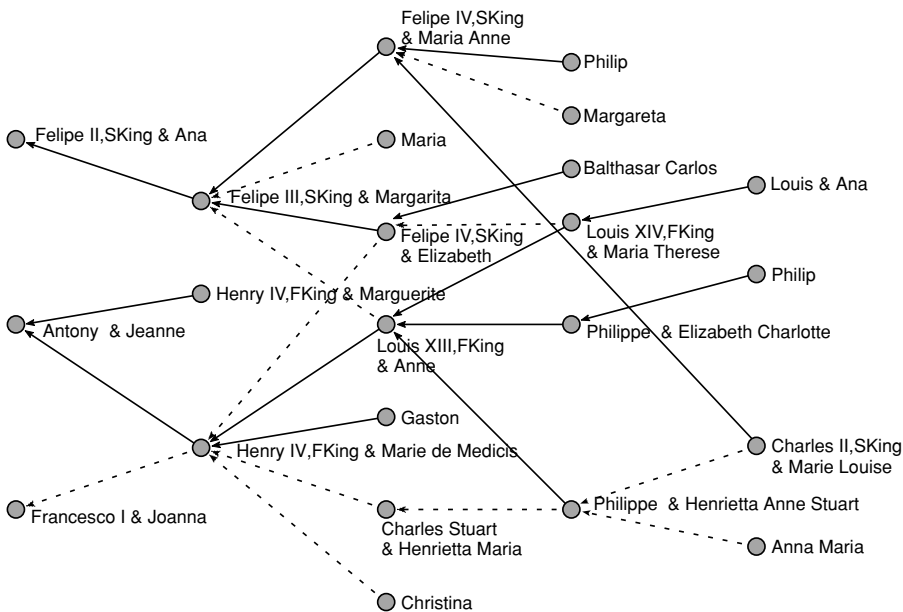 Felipe IV,SKing
& Maria Anne
Philip
Margareta
Felipe II,SKing & Ana
Maria
Balthasar Carlos
Louis & Ana
Felipe III,SKing & Margarita
Felipe IV,SKing
& Elizabeth
Louis XIV,FKing
& Maria Therese
Philip
Henry IV,FKing & Marguerite
Antony & Jeanne
Louis XIII,FKing
& Anne
Philippe & Elizabeth Charlotte
Gaston
Henry IV,FKing & Marie de Medicis
Charles II,SKing
& Marie Louise
Francesco I & Joanna
Charles Stuart
& Henrietta Maria
Philippe & Henrietta Anne Stuart
Anna Maria
Christina